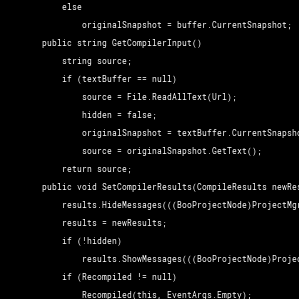 else
originalSnapshot = buffer.CurrentSnapshot;
public string GetCompilerInput()
string source;
if (textBuffer == null)
source = File.ReadAllText(Url);
hidden = false;
originalSnapshot = textBuffer.CurrentSnapsho
source = originalSnapshot.GetText();
return source;
public void SetCompilerResults(CompileResults newRes
results.HideMessages(((BooProjectNode)ProjectMgr
results = newResults;
if (!hidden)
results.ShowMessages(((BooProjectNode)Projec
if (Recompiled != null)
Recompiled(this, EventArgs.Empty);